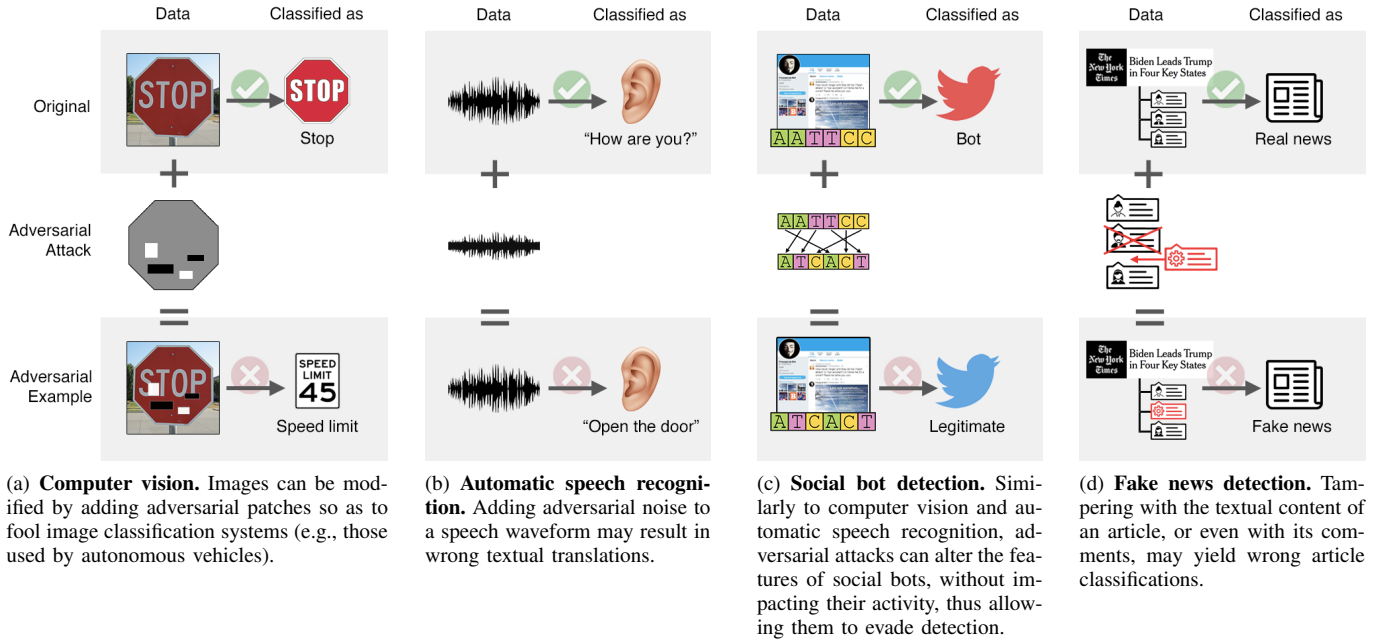 Data Classified as Data Classified as Data Classified as Data Classified as
Original
STOP
STOP
Stop
"How are you?"
AATTCC
Bot
The New York Times
Biden Leads Trump
in Four Key States
Real news
+ + + +
Adversarial
Attack
AATTCC
ATCACT
= = = =
Adversarial
Example
STOP
SPEED
LIMIT
45
Speed limit
"Open the door"
ATCACT
Legitimate
The New York Times
Biden Leads Trump
in Four Key States
Fake news
(a) Computer vision. Images can be mod-
ified by adding adversarial patches so as to
fool image classification systems (e.g., those
used by autonomous vehicles).
(b) Automatic speech recogni-
tion. Adding adversarial noise to
a speech waveform may result in
wrong textual translations.
(c) Social bot detection. Simi-
larly to computer vision and au-
tomatic speech recognition, ad-
versarial attacks can alter the fea-
tures of social bots, without im-
pacting their activity, thus allow-
ing them to evade detection.
(d) Fake news detection. Tam-
pering with the textual content of
an article, or even with its com-
ments, may yield wrong article
classifications.